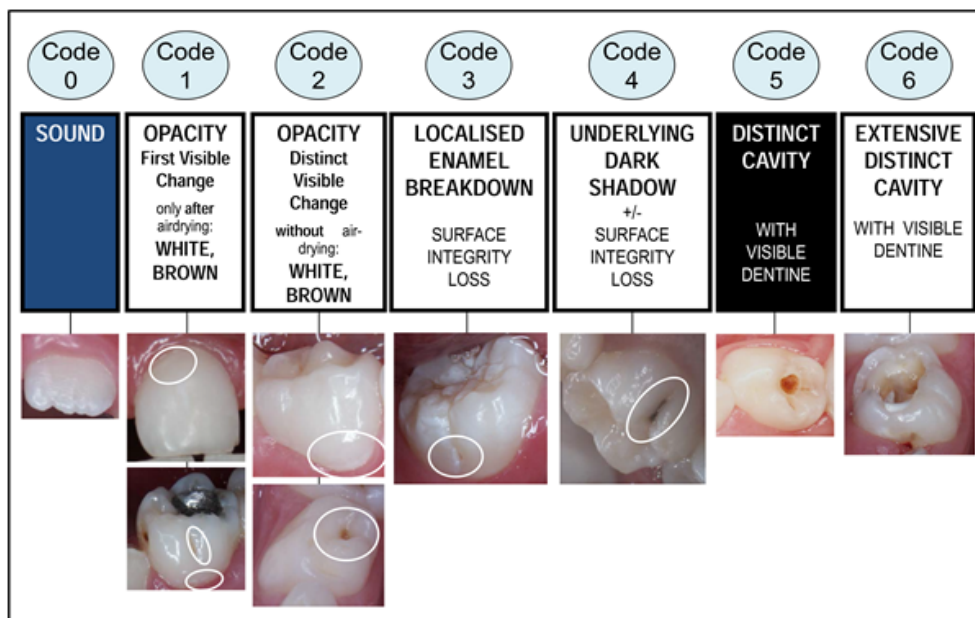 Code
0
Code
1
Code
2
Code
3
Code
4
Code
5
Code
6
SOUND
OPACITY
First Visible
Change
only after
airdrying:
WHITE,
BROWN
OPACITY
Distinct
Visible
Change
without air-
drying:
WHITE,
BROWN
LOCALISED
ENAMEL
BREAKDOWN
SURFACE
INTEGRITY
LOSS
UNDERLYING
DARK
SHADOW
+/-
SURFACE
INTEGRITY
LOSS
DISTINCT
CAVITY
WITH
VISIBLE
DENTINE
EXTENSIVE
DISTINCT
CAVITY
WITH VISIBLE
DENTINE